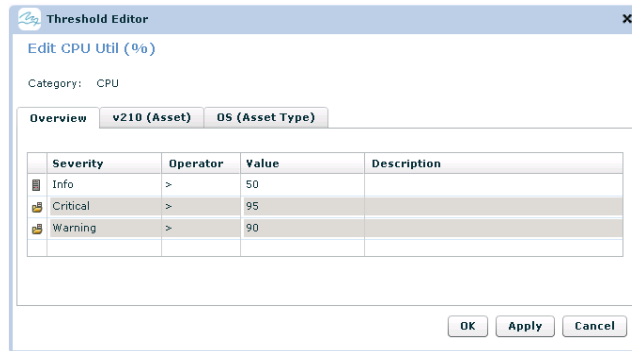 Threshold Editor
Edit CPU Util (%)
Category: CPU
Overview v210 (Asset) OS (Asset Type)
Severity Operator Value Description
Info > 50
Critical > 95
Warning > 90
OK Apply Cancel